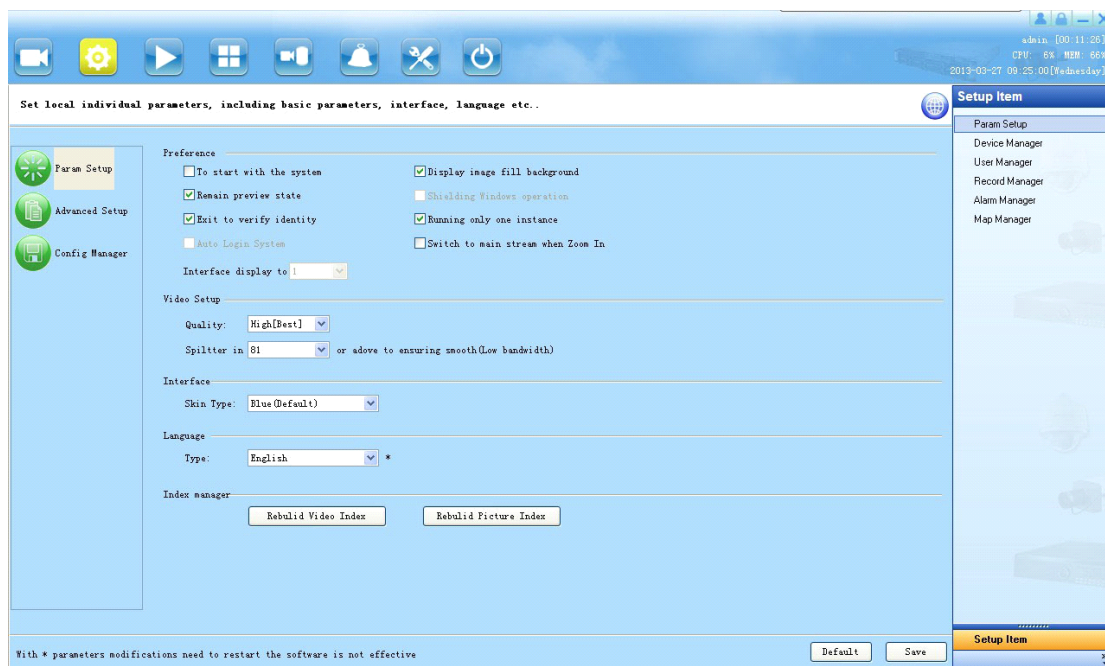 admin [00:11:26]
CPU: 6% MEM: 66%
2013-03-27 09:25:00[Wednesday]
Set local individual parameters, including basic parameters, interface, language etc..
Setup Item
Param Setup
Device Manager
User Manager
Record Manager
Alarm Manager
Map Manager
Param Setup
Advanced Setup
Config Manager
Preference
To start with the system
Display image fill background
Remain preview state
Shielding Windows operation
Exit to verify identity
Running only one instance
Auto Login System
Switch to main stream when Zoom In
Interface display to 1
Video Setup
Quality: High[Best]
Spiltter in 81 or adove to ensuring smooth(Low bandwidth)
Interface
Skin Type: Blue(Default)
Language
Type: English *
Index manager
Rebulid Video Index
Rebulid Picture Index
With * parameters modifications need to restart the software is not effective
Default
Save
Setup Item